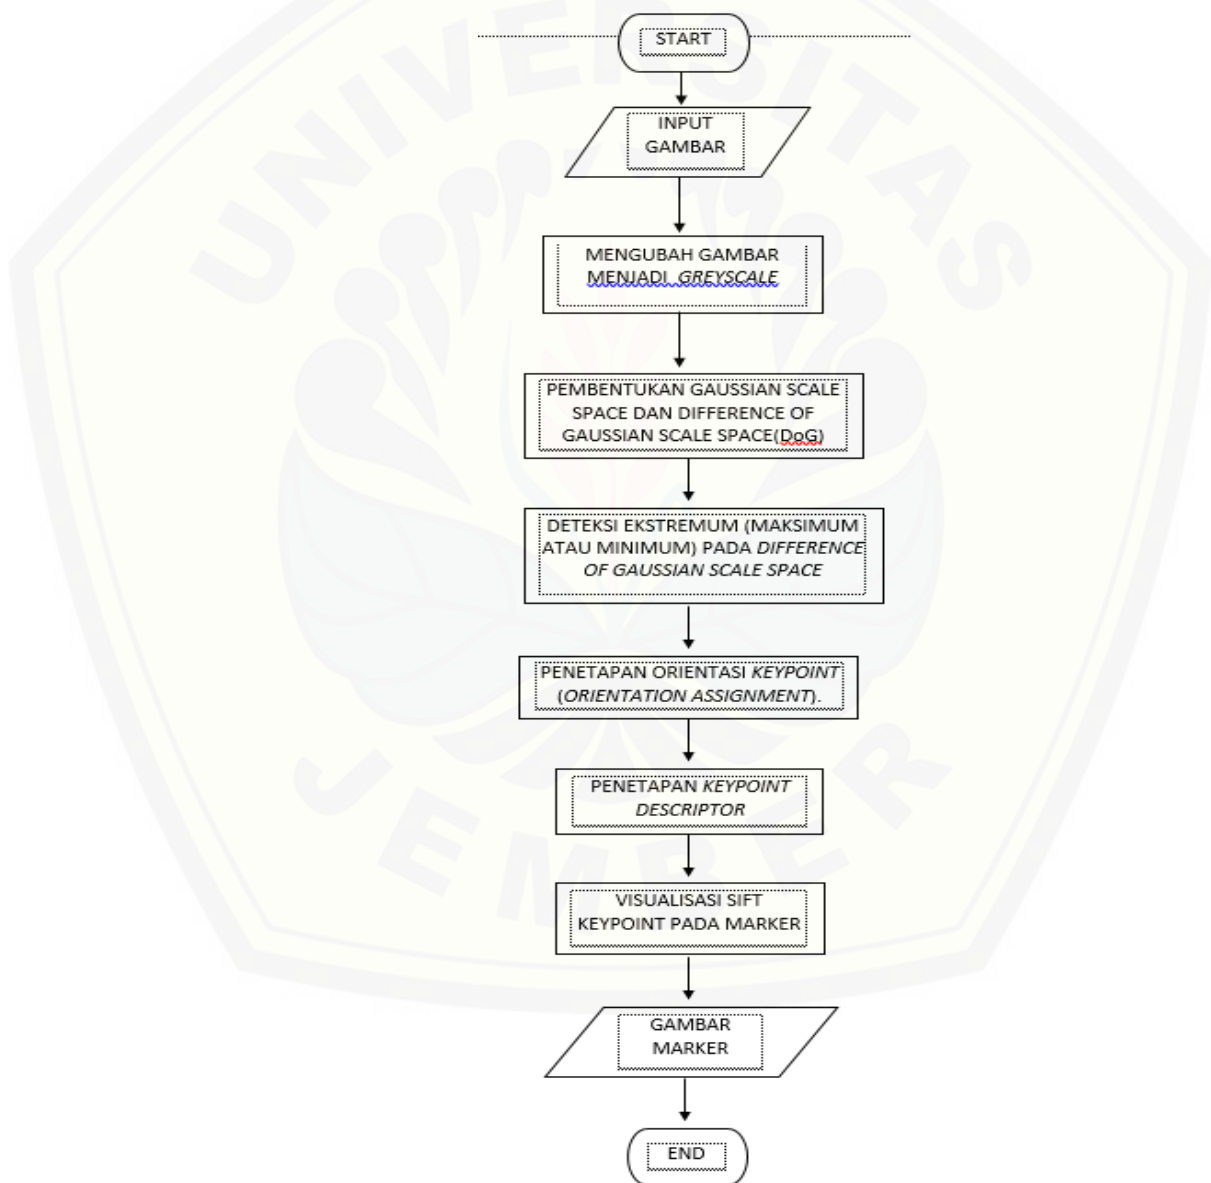 UNIVERSITAS
START
INPUT
GAMBAR
MENGUBAH GAMBAR
MENJADI GREYSCALE
PEMBENTUKAN GAUSSIAN SCALE
SPACE DAN DIFFERENCE OF
GAUSSIAN SCALE SPACE(DoG)
DETEKSI EKSTREMUM (MAKSIMUM
ATAU MINIMUM) PADA DIFFERENCE
OF GAUSSIAN SCALE SPACE
PENETAPAN ORIENTASI KEYPOINT
(ORIENTATION ASSIGNMENT).
PENETAPAN KEYPOINT
DESCRIPTOR
VISUALISASI SIFT
KEYPOINT PADA MARKER
GAMBAR
MARKER
END
JEMBER